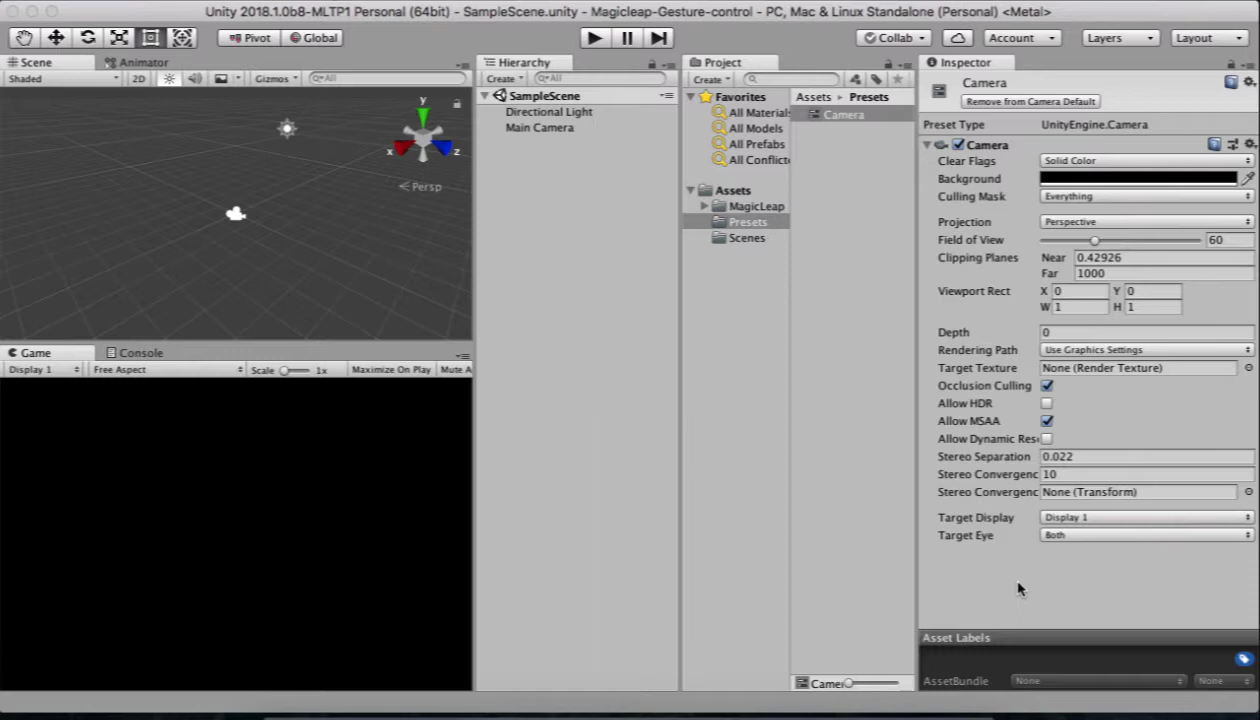 Unity 2018.1.0b8-MLTP1 Personal (64bit) - SampleScene.unity - Magicleap-Gesture-control - PC, Mac & Linux Standalone (Personal) <Metal>
Pivot Global Collab Account Layers Layout
Scene Animator
Shaded 2D Gizmos All
y
x z
Persp
Game Console
Display 1 Free Aspect Scale 1x Maximize On Play Mute A
Hierarchy
Create All
SampleScene
Directional Light
Main Camera
Project
Create
Favorites
All Materials
All Models
All Prefabs
All Conflicts
Assets
MagicLeap
Presets
Scenes
Assets Presets
Camera
Camer
Inspector
Camera
Remove from Camera Default
Preset Type UnityEngine.Camera
Camera
Clear Flags Solid Color
Background
Culling Mask Everything
Projection Perspective
Field of View 60
Clipping Planes Near 0.42926
Far 1000
Viewport Rect X 0 Y 0
W 1 H 1
Depth 0
Rendering Path Use Graphics Settings
Target Texture None (Render Texture)
Occlusion Culling
Allow HDR
Allow MSAA
Allow Dynamic Res
Stereo Separation 0.022
Stereo Convergenc 10
Stereo Convergenc None (Transform)
Target Display Display 1
Target Eye Both
Asset Labels
AssetBundle None None